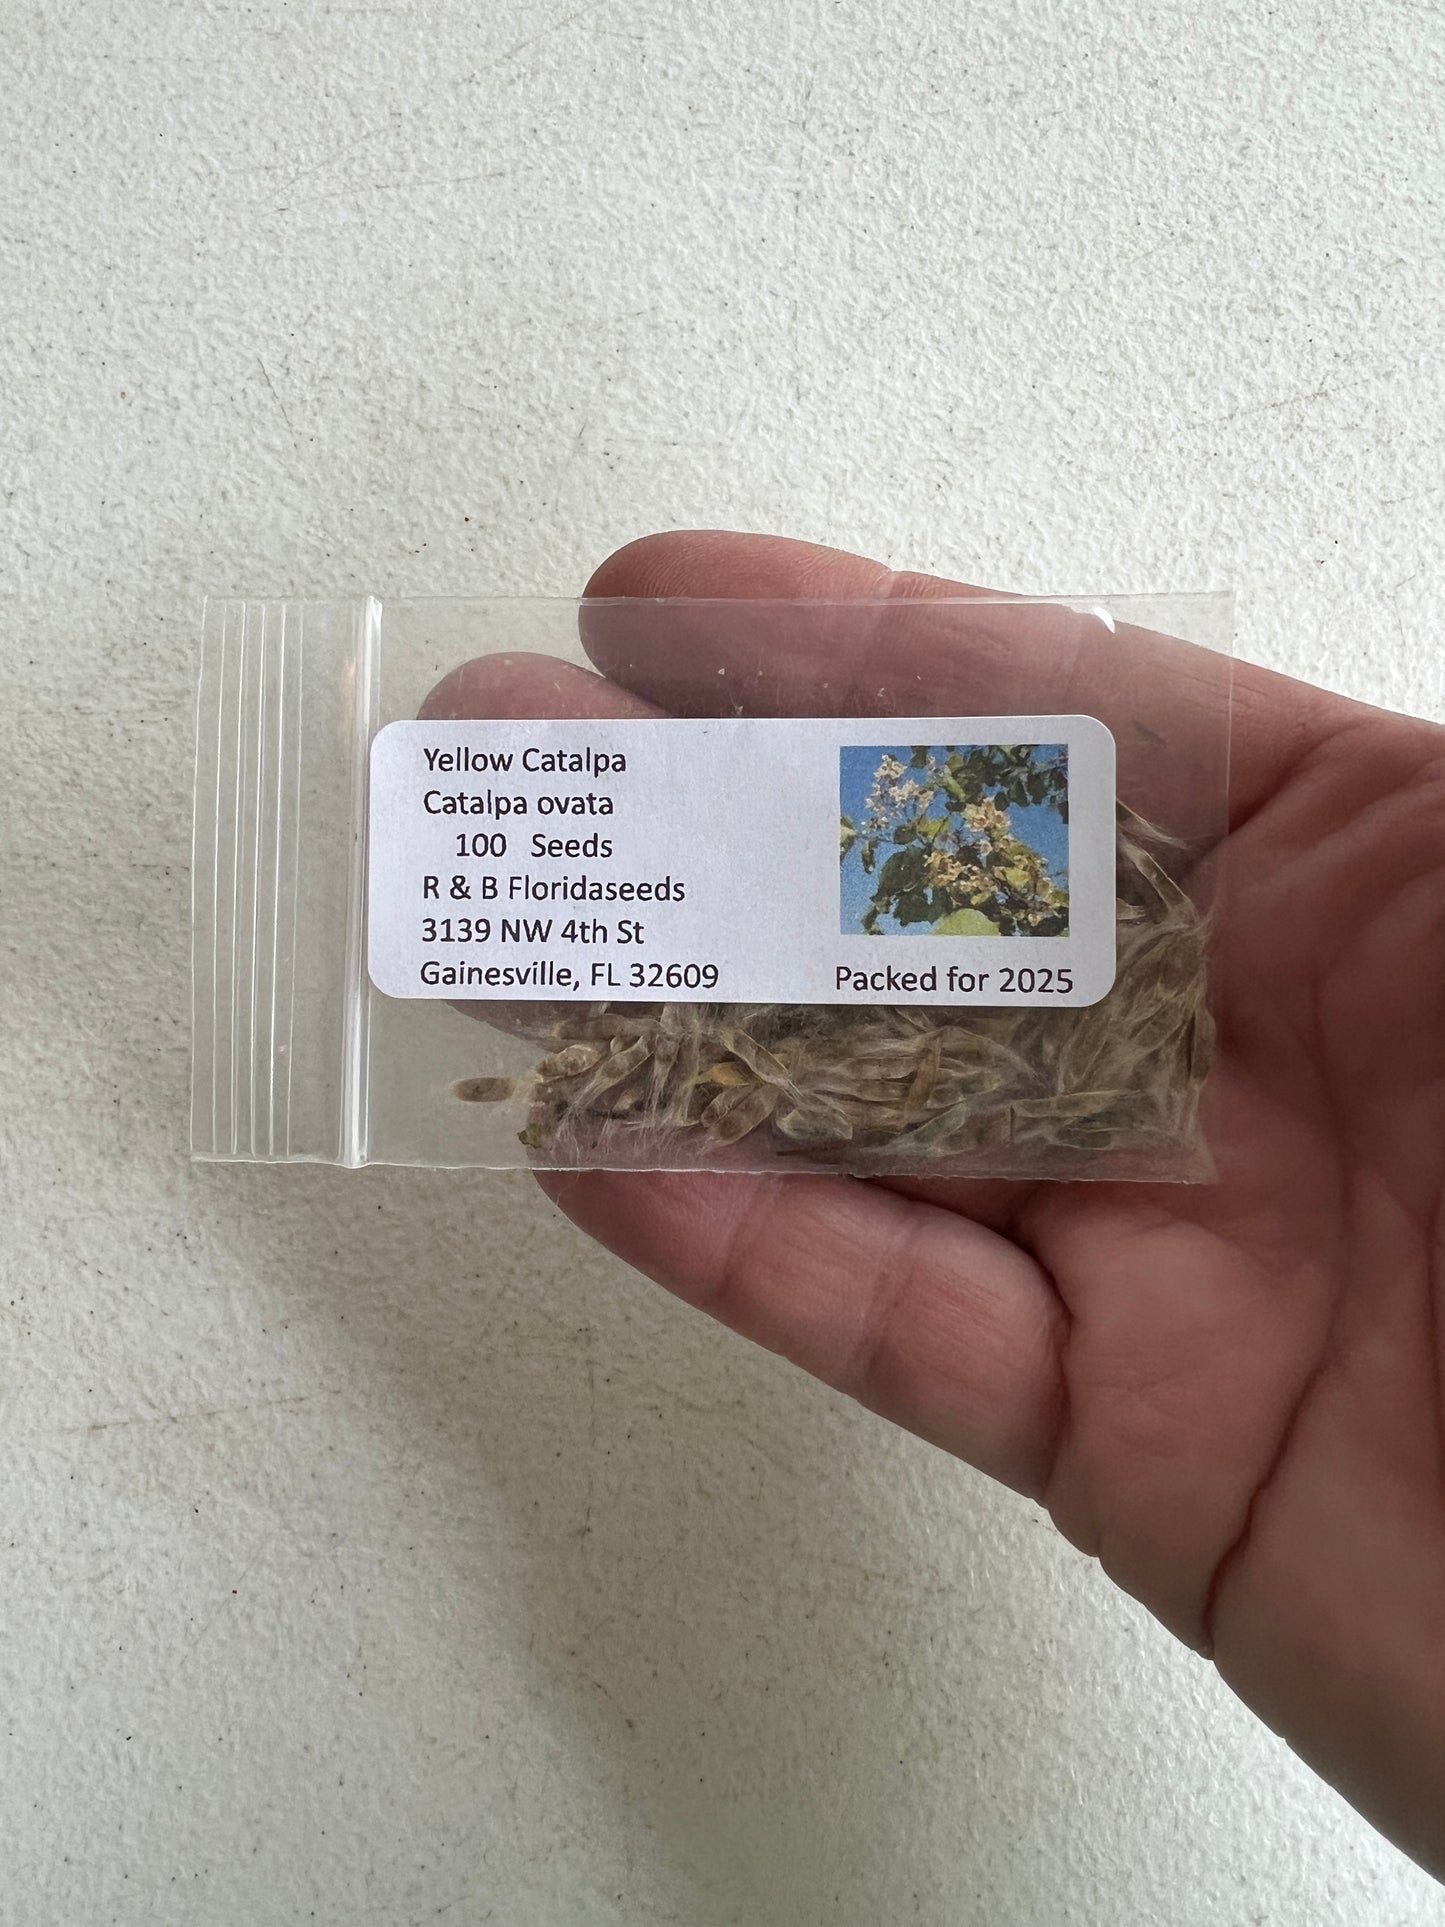 Yellow Catalpa
Catalpa ovata
100 Seeds
R & B Floridaseeds
3139 NW 4th St
Gainesville, FL 32609
Packed for 2025